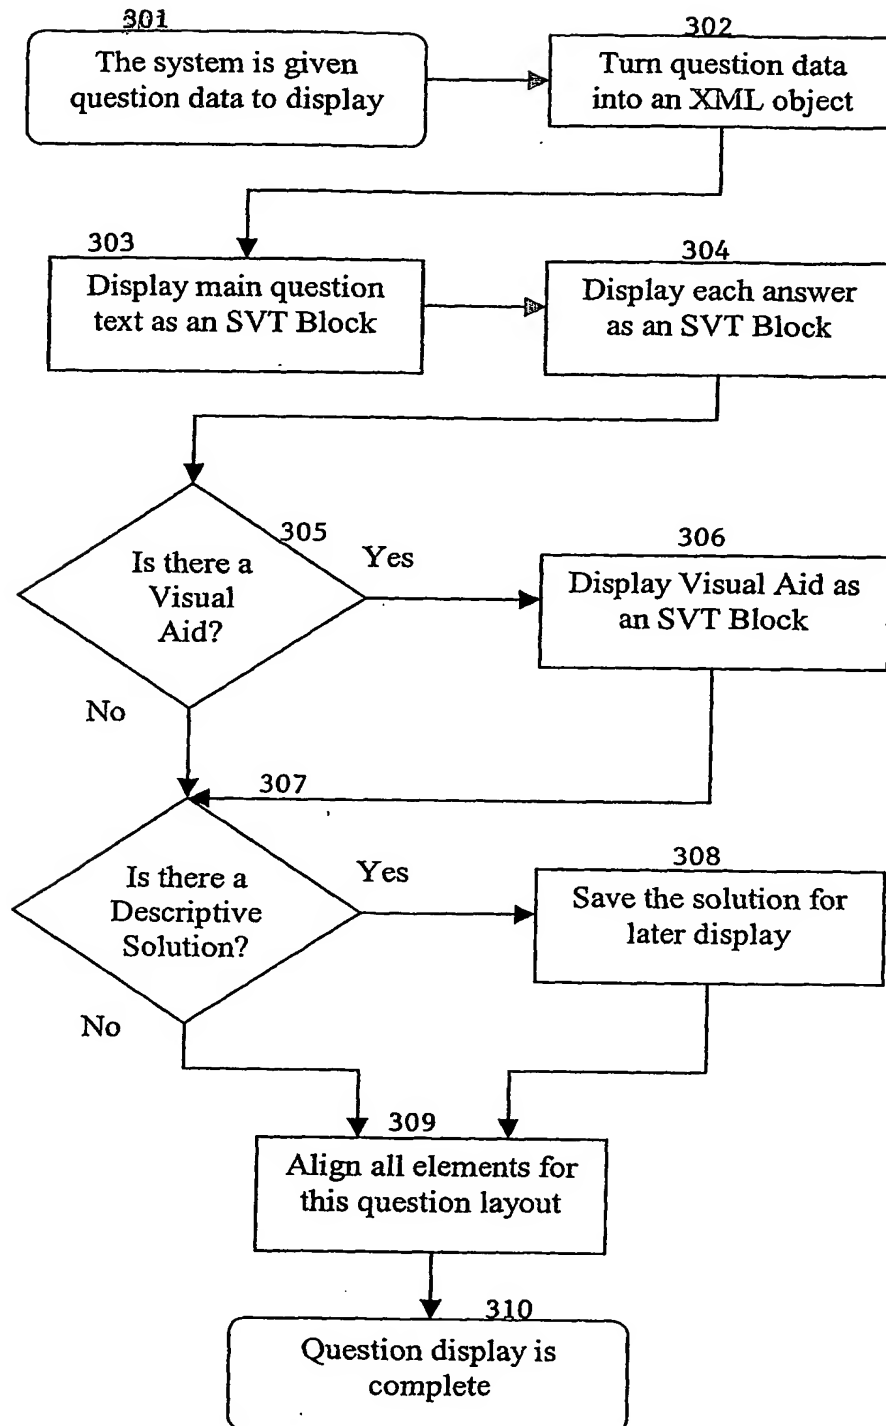 301
The system is given
question data to display
302
Turn question data
into an XML object
303
Display main question
text as an SVT Block
304
Display each answer
as an SVT Block
305
Is there a
Visual
Aid?
Yes
No
306
Display Visual Aid as
an SVT Block
307
Is there a
Descriptive
Solution?
Yes
No
308
Save the solution for
later display
309
Align all elements for
this question layout
310
Question display is
complete